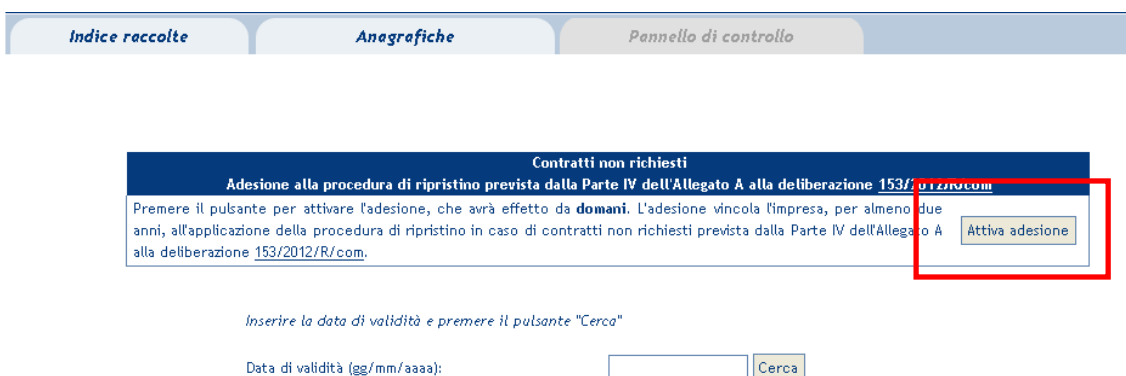 Indice raccolte Anagrafiche Pannello di controllo
Contratti non richiesti
Adesione alla procedura di ripristino prevista dalla Parte IV dell'Allegato A alla deliberazione 153/2012/R/com
Premere il pulsante per attivare l'adesione, che avrà effetto da domani. L'adesione vincola l'impresa, per almeno due
anni, all'applicazione della procedura di ripristino in caso di contratti non richiesti prevista dalla Parte IV dell'Allegato A
alla deliberazione 153/2012/R/com.
Attiva adesione
Inserire la data di validità e premere il pulsante "Cerca"
Data di validità (gg/mm/aaaa): Cerca